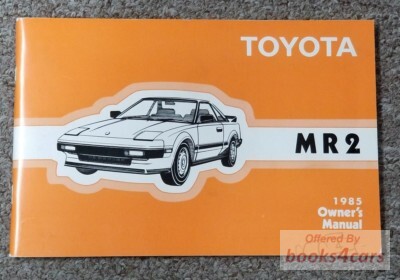 TOYOTA
MR2
1985
Owner's
Manual
Offered By
books4cars